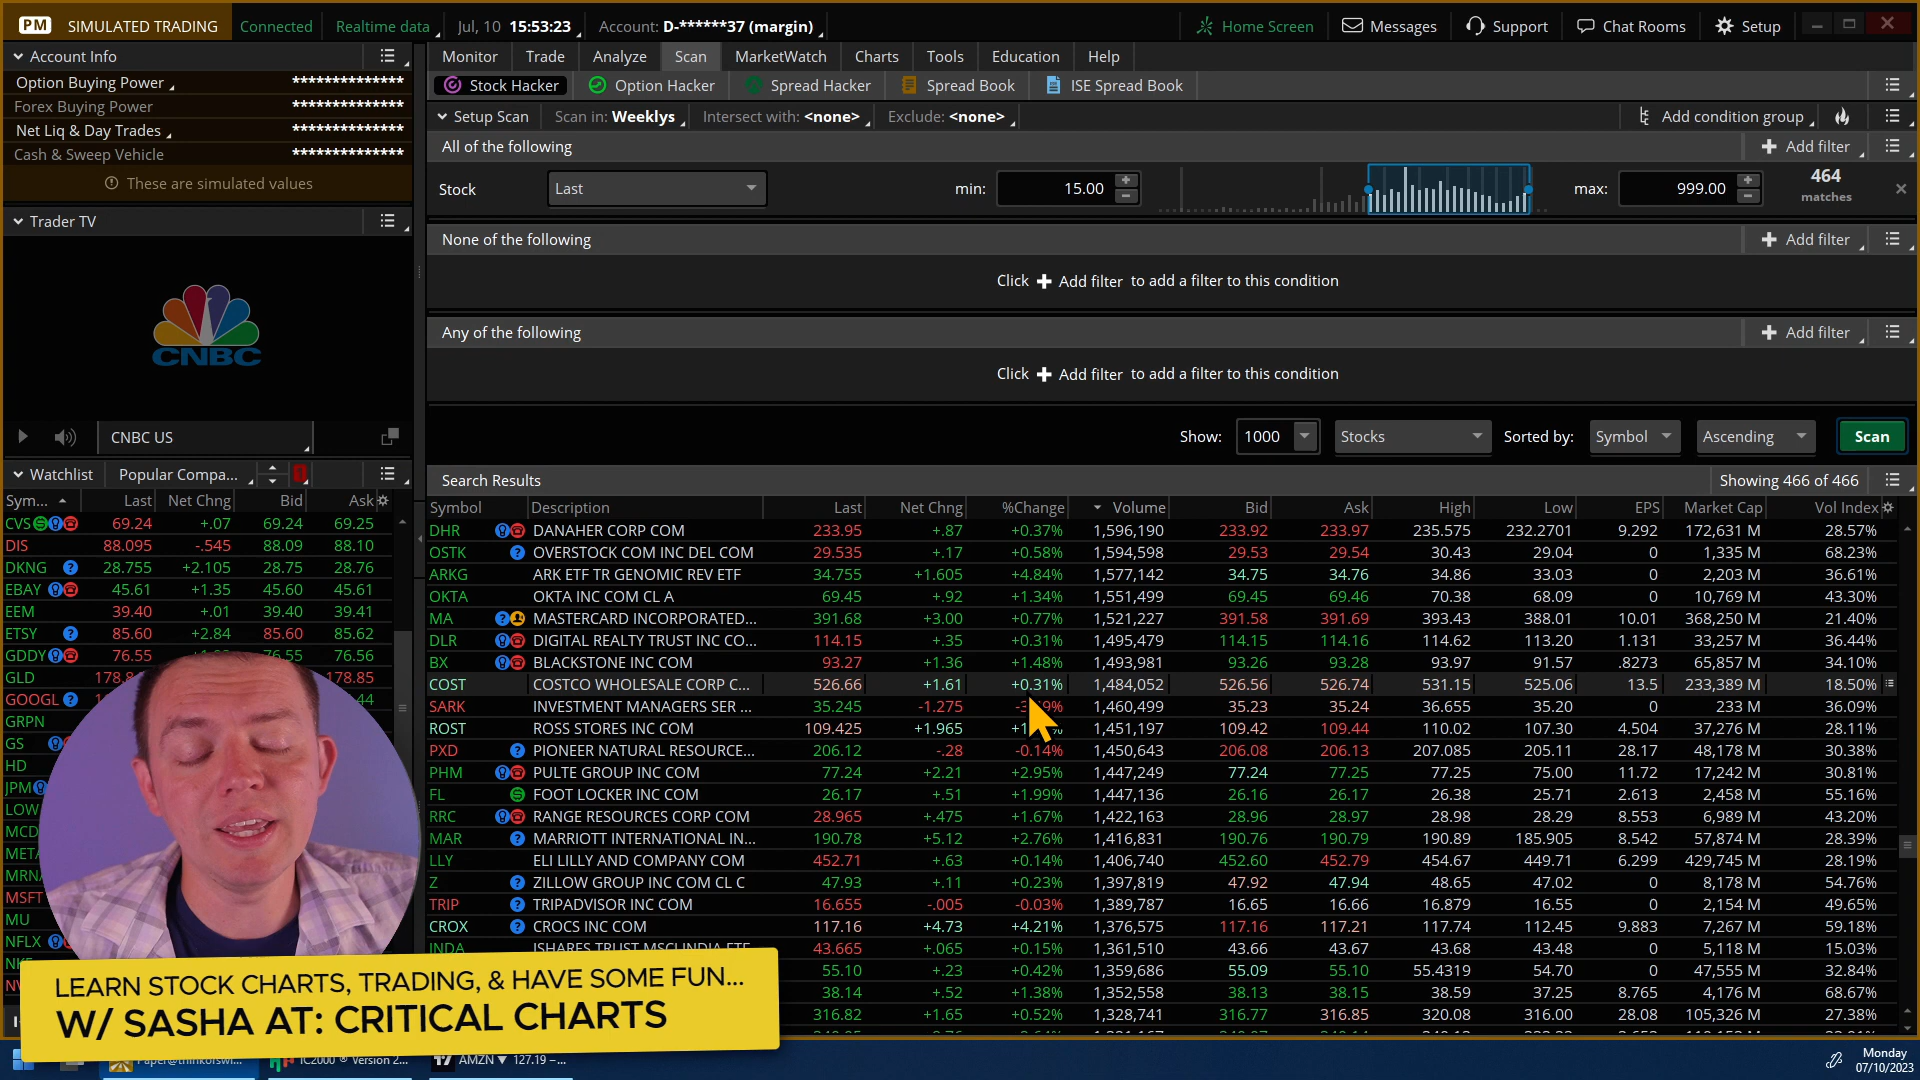 PM SIMULATED TRADING Connected Realtime data Jul, 10 15:53:23 Account: D-******37 (margin) Home Screen Messages Support Chat Rooms Setup
Account Info
Monitor Trade Analyze Scan MarketWatch Charts Tools Education Help
Option Buying Power **************
Stock Hacker Option Hacker Spread Hacker Spread Book ISE Spread Book
Forex Buying Power **************
Setup Scan Scan in: Weeklys Intersect with: <none> Exclude: <none> Add condition group
Net Liq & Day Trades **************
Cash & Sweep Vehicle **************
All of the following Add filter
These are simulated values
Stock Last min: 15.00 max: 999.00 464 matches
Trader TV
None of the following Add filter
Click Add filter to add a filter to this condition
CNBC
Any of the following Add filter
Click Add filter to add a filter to this condition
CNBC US
Show: 1000 Stocks Sorted by: Symbol Ascending Scan
Watchlist Popular Compa...
Search Results Showing 466 of 466
Sym... Last Net Chng Bid Ask
CVS 69.24 +.07 69.24 69.25
DIS 88.095 -.545 88.09 88.10
DKNG 28.755 +2.105 28.75 28.76
EBAY 45.61 +1.35 45.60 45.61
EEM 39.40 +.01 39.40 39.41
ETSY 85.60 +2.84 85.60 85.62
GDDY 76.55 76.55 76.56
GLD 178.85
GOOGL
GRPN
GS
HD
JPM
LOW
MCD
META
MSFT
MU
NFLX
Symbol Description Last Net Chng %Change Volume Bid Ask High Low EPS Market Cap Vol Index
DHR DANAHER CORP COM 233.95 +.87 +0.37% 1,596,190 233.92 233.97 235.575 232.2701 9.292 172,631 M 28.57%
OSTK OVERSTOCK COM INC DEL COM 29.535 +.17 +0.58% 1,594,598 29.53 29.54 30.43 29.04 0 1,335 M 68.23%
ARKG ARK ETF TR GENOMIC REV ETF 34.755 +1.605 +4.84% 1,577,142 34.75 34.76 34.86 33.03 0 2,203 M 36.61%
OKTA OKTA INC COM CL A 69.45 +.92 +1.34% 1,551,499 69.45 69.46 70.38 68.09 0 10,769 M 43.30%
MA MASTERCARD INCORPORATED... 391.68 +3.00 +0.77% 1,521,227 391.58 391.69 393.43 388.01 10.01 368,250 M 21.40%
DLR DIGITAL REALTY TRUST INC CO... 114.15 +.35 +0.31% 1,495,479 114.15 114.16 114.62 113.20 1.131 33,257 M 36.44%
BX BLACKSTONE INC COM 93.27 +1.36 +1.48% 1,493,981 93.26 93.28 93.97 91.57 .8273 65,857 M 34.10%
COST COSTCO WHOLESALE CORP C... 526.66 +1.61 +0.31% 1,484,052 526.56 526.74 531.15 525.06 13.5 233,389 M 18.50%
SARK INVESTMENT MANAGERS SER ... 35.245 -1.275 1,460,499 35.23 35.24 36.655 35.20 0 233 M 36.09%
ROST ROSS STORES INC COM 109.425 +1.965 1,451,197 109.42 109.44 110.02 107.30 4.504 37,276 M 28.11%
PXD PIONEER NATURAL RESOURCE... 206.12 -.28 -0.14% 1,450,643 206.08 206.13 207.085 205.11 28.17 48,178 M 30.38%
PHM PULTE GROUP INC COM 77.24 +2.21 +2.95% 1,447,249 77.24 77.25 77.25 75.00 11.72 17,242 M 30.81%
FL FOOT LOCKER INC COM 26.17 +.51 +1.99% 1,447,136 26.16 26.17 26.38 25.71 2.613 2,458 M 55.16%
RRC RANGE RESOURCES CORP COM 28.965 +.475 +1.67% 1,422,163 28.96 28.97 28.98 28.29 8.553 6,989 M 43.20%
MAR MARRIOTT INTERNATIONAL IN... 190.78 +5.12 +2.76% 1,416,831 190.76 190.79 190.89 185.905 8.542 57,874 M 28.39%
LLY ELI LILLY AND COMPANY COM 452.71 +.63 +0.14% 1,406,740 452.60 452.79 454.67 449.71 6.299 429,745 M 28.19%
Z ZILLOW GROUP INC COM CL C 47.93 +.11 +0.23% 1,397,819 47.92 47.94 48.65 47.02 0 8,178 M 54.76%
TRIP TRIPADVISOR INC COM 16.655 -.005 -0.03% 1,389,787 16.65 16.66 16.879 16.55 0 2,154 M 49.65%
CROX CROCS INC COM 117.16 +4.73 +4.21% 1,376,575 117.16 117.21 117.74 112.45 9.883 7,267 M 59.18%
INDA ISHARES TRUST MSCI INDIA ETF 43.665 +.065 +0.15% 1,361,510 43.66 43.67 43.68 43.48 0 5,118 M 15.03%
55.10 +.23 +0.42% 1,359,686 55.09 55.10 55.4319 54.70 0 47,555 M 32.84%
38.14 +.52 +1.38% 1,352,558 38.13 38.15 38.59 37.25 8.765 4,176 M 68.67%
316.82 +1.65 +0.52% 1,328,741 316.77 316.85 320.08 316.00 28.08 105,326 M 27.38%
LEARN STOCK CHARTS, TRADING, & HAVE SOME FUN...
W/ SASHA AT: CRITICAL CHARTS
AMZN ▼ 127.19 –...
Monday
07/10/2023